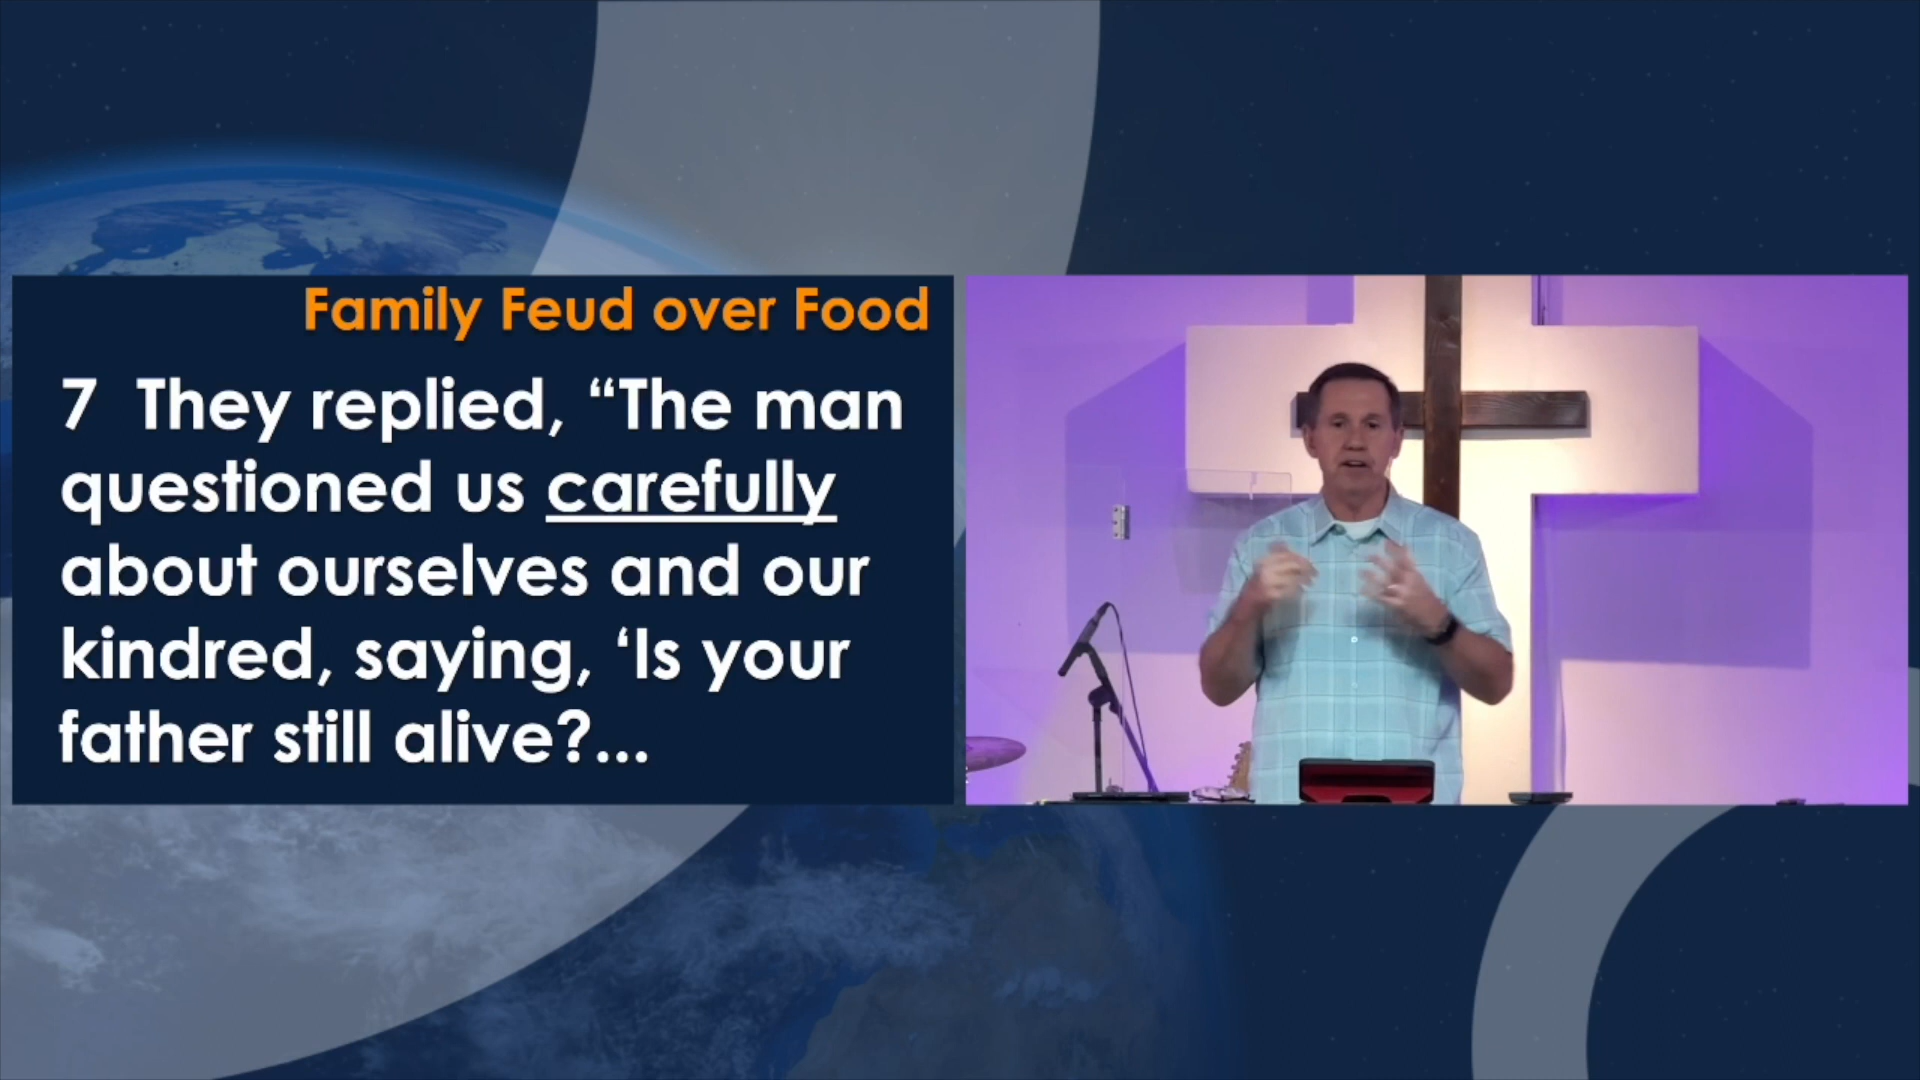 Family Feud over Food
7 They replied, “The man
questioned us carefully
about ourselves and our
kindred, saying, ‘Is your
father still alive?...